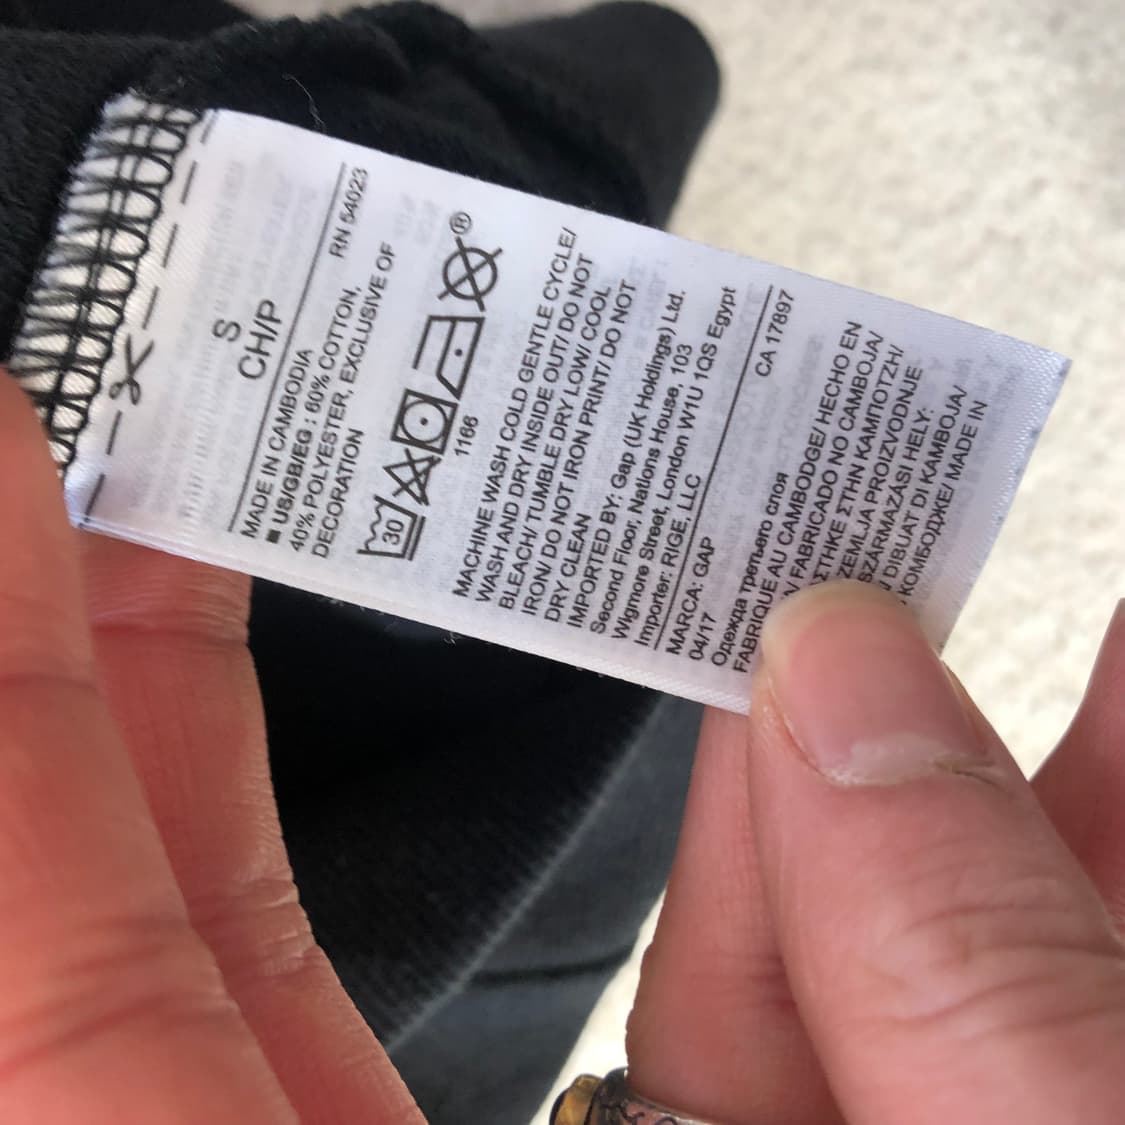 S
CH/P
RN 54023
MADE IN CAMBODIA
■ US/GB/EG : 60% COTTON,
40% POLYESTER, EXCLUSIVE OF
DECORATION
30
®
1166
MACHINE WASH COLD GENTLE CYCLE/
WASH AND DRY INSIDE OUT/ DO NOT
BLEACH/ TUMBLE DRY LOW/ COOL
IRON/ DO NOT IRON PRINT/ DO NOT
DRY CLEAN
IMPORTED BY: Gap (UK Holdings) Ltd.
Second Floor, Nations House, 103
Wigmore Street, London W1U 1QS Egypt
Importer: RIGE, LLC
MARCA: GAP
CA 17897
04/17
Одежда третьего слоя
FABRIQUÉ AU CAMBODGE/ HECHO EN
FABRICADO NO CAMBOJA/
ΣΤΗΝ ΚΑΜΠΟΤΖΗ/
ZEMLJA PROIZVODNJE:
SZÁRMAZÁSI HELY:
DIBUAT DI KAMBOJA/
КОМБОДЖЕ/ MADE IN